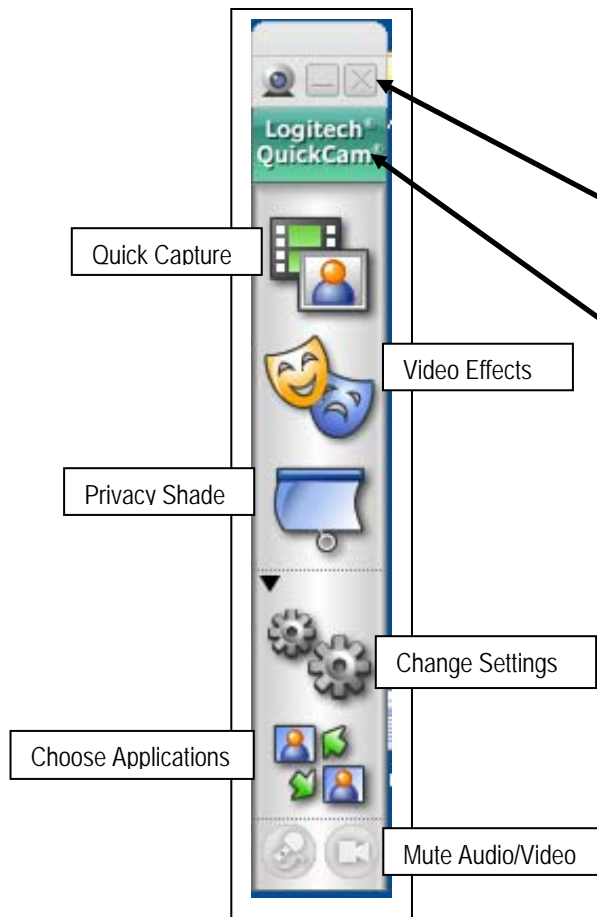 Logitech®
QuickCam®
Quick Capture
Video Effects
Privacy Shade
Change Settings
Choose Applications
Mute Audio/Video